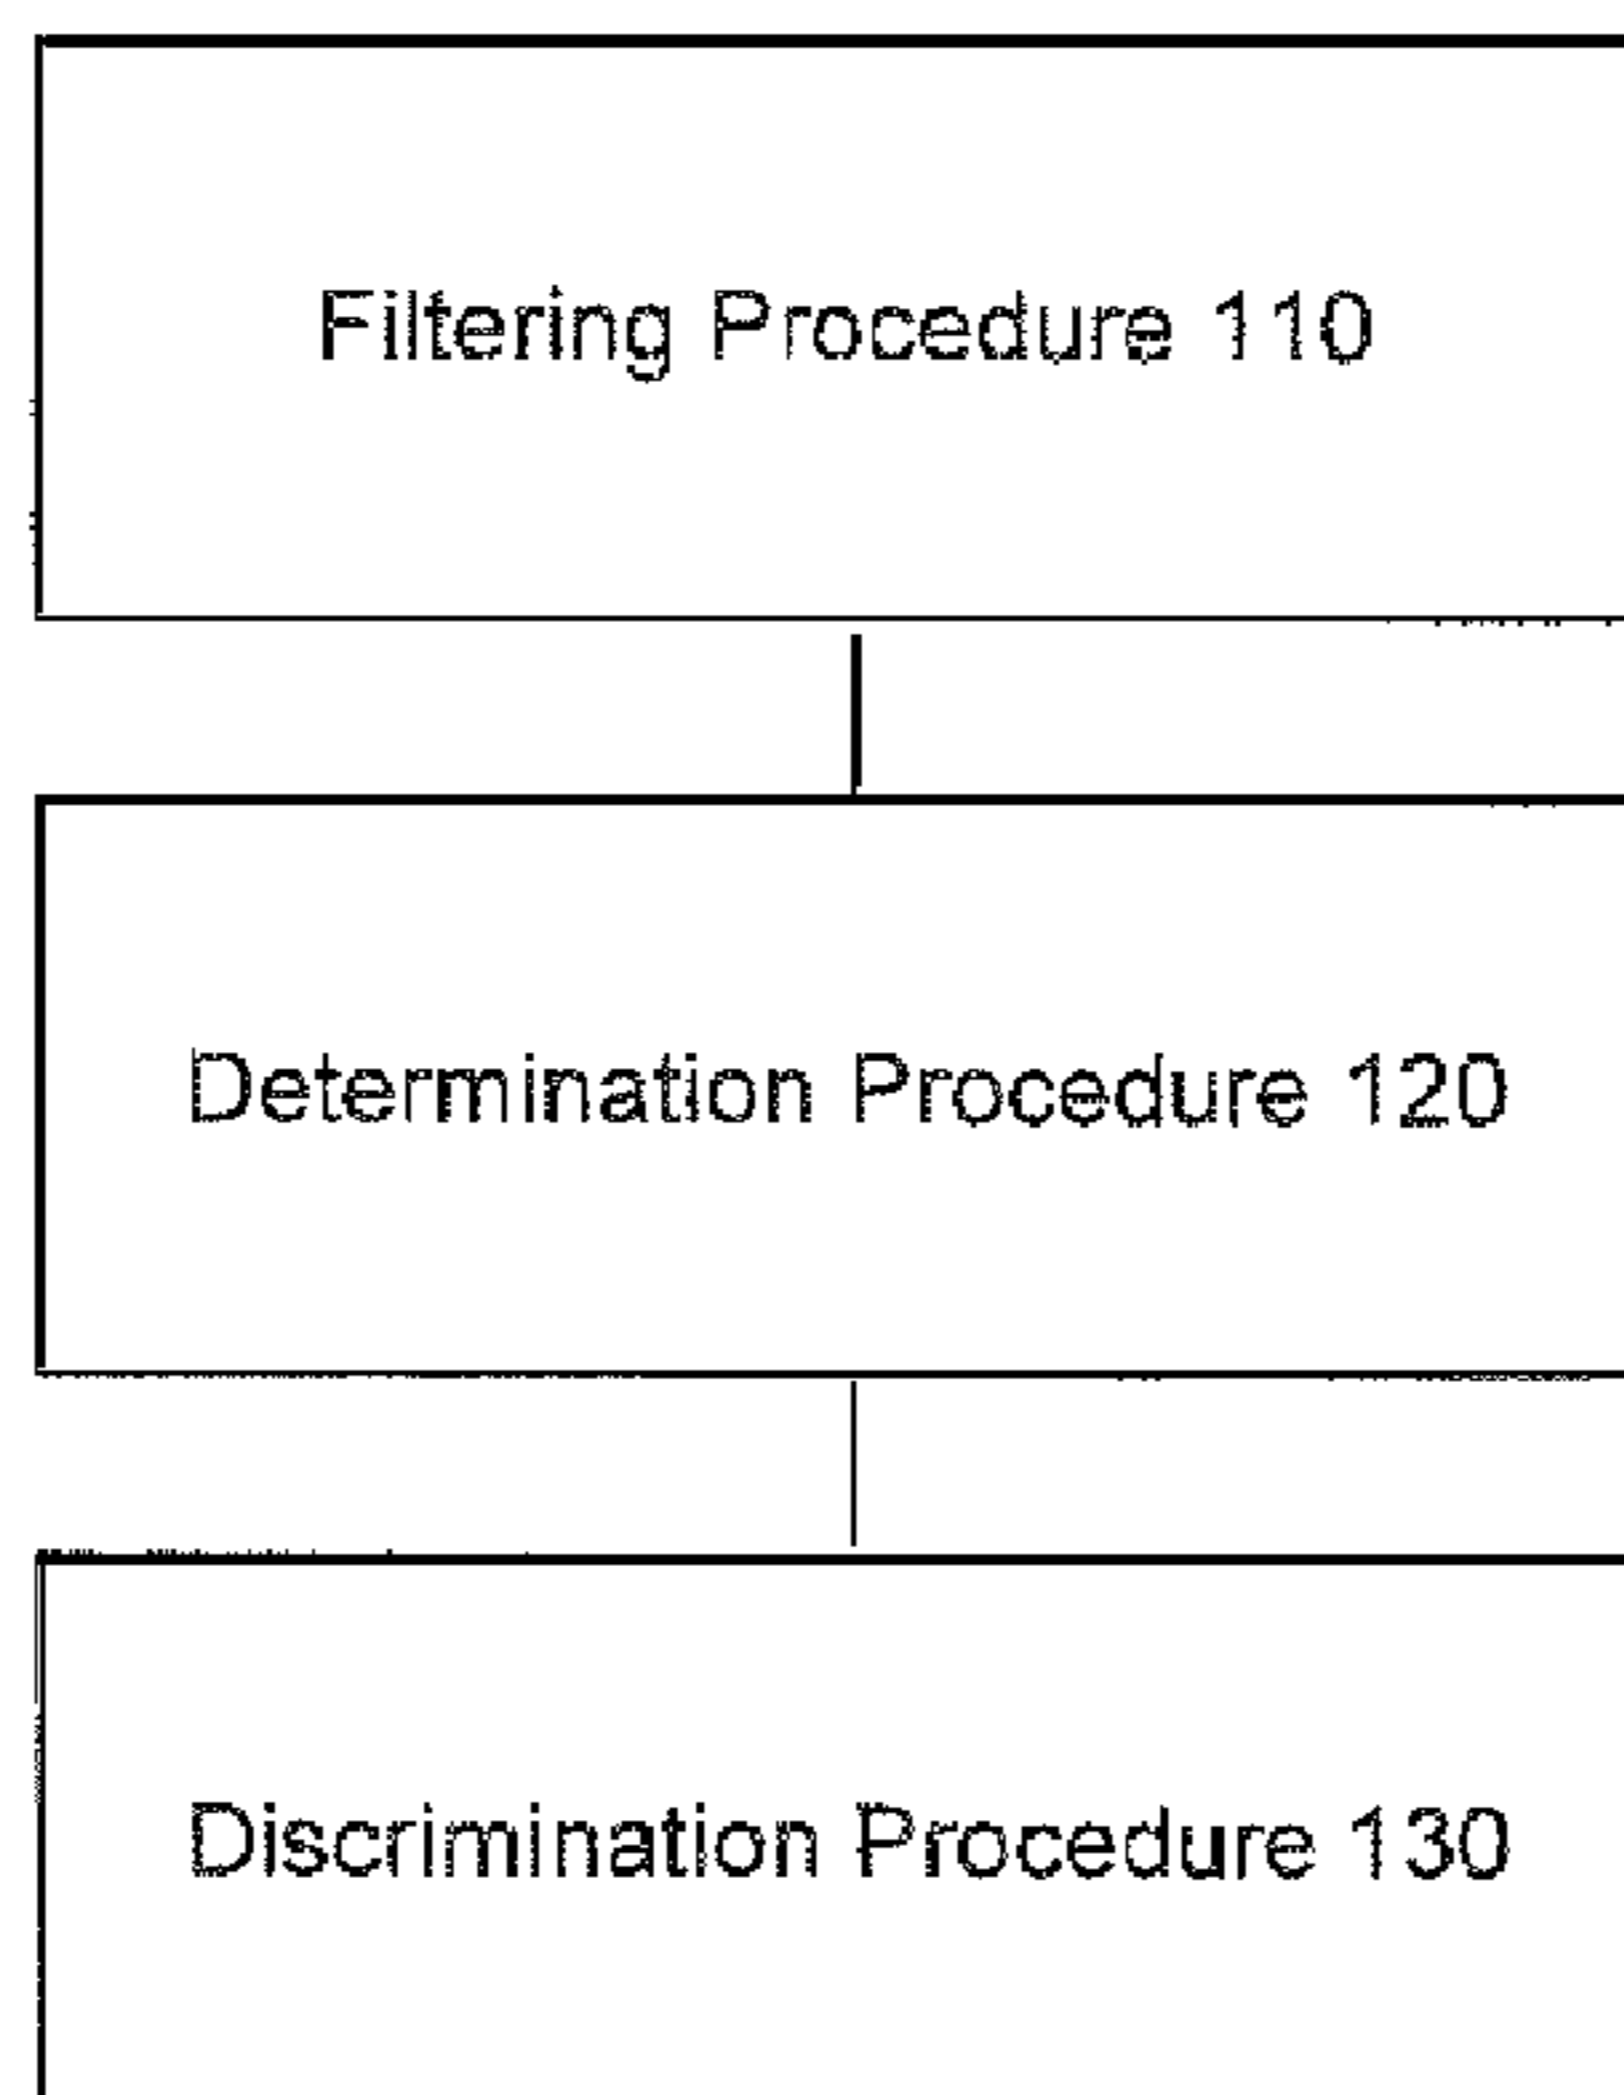 Filtering Procedure 110
Determination Procedure 120
Discrimination Procedure 130